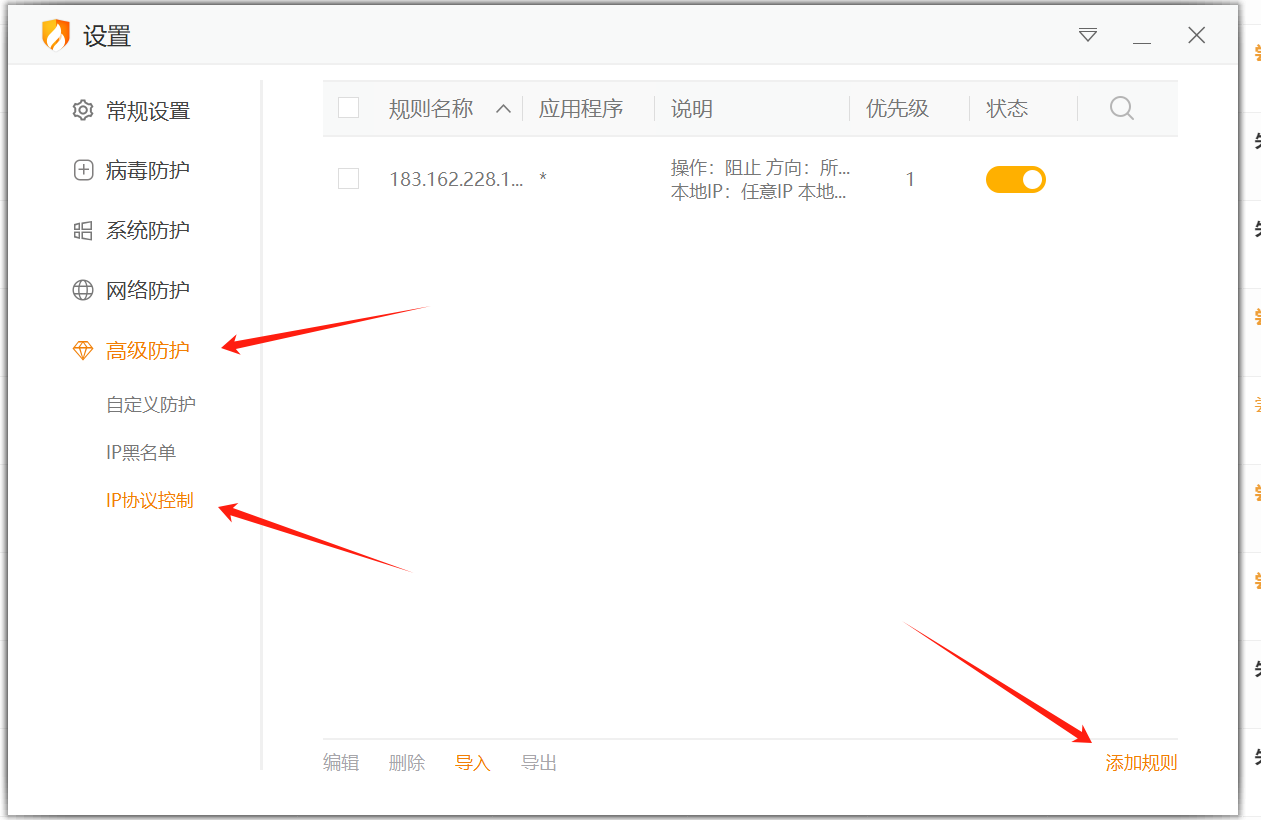 设置
常规设置
病毒防护
系统防护
网络防护
高级防护
自定义防护
IP黑名单
IP协议控制
规则名称 应用程序 说明 优先级 状态
183.162.228.1... * 操作：阻止 方向：所... 1
本地IP：任意IP 本地...
编辑 删除 导入 导出 添加规则